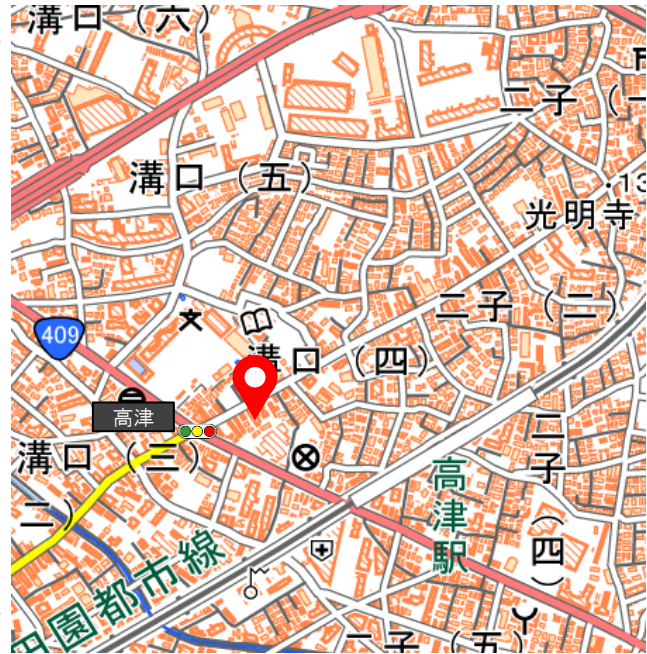 溝口（六）
二子（一
溝口（五）
・13
光明寺
二子（二）
409
溝口（四）
高津
溝口（三）
二）
高津駅
二子（四）
田園都市線
二子（五）